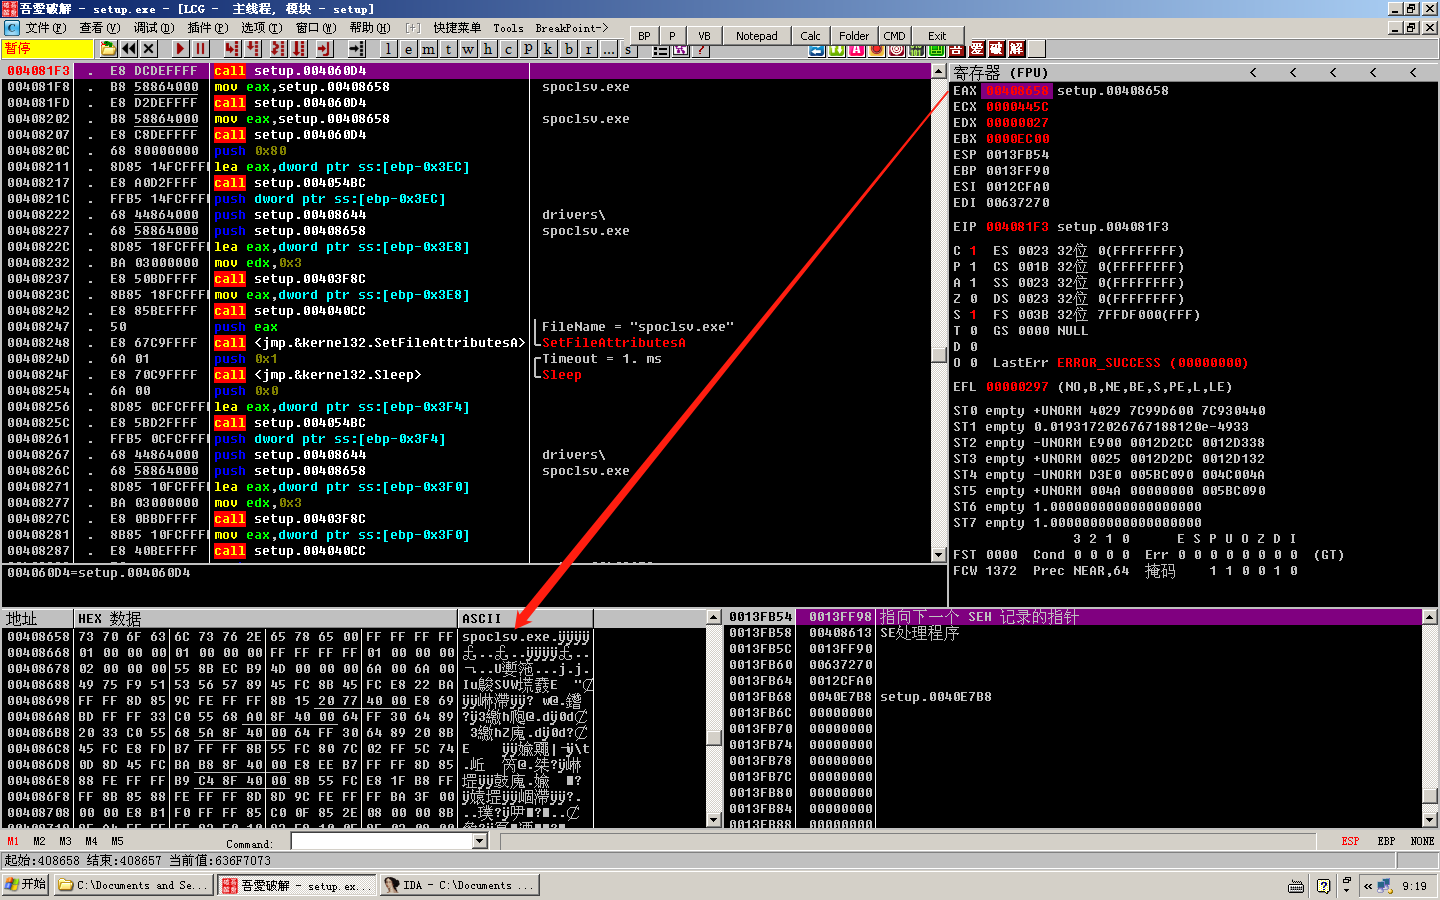 吾爱破解 - setup.exe - [LCG - 主线程, 模块 - setup]
文件(F) 查看(V) 调试(D) 插件(P) 选项(T) 窗口(W) 帮助(H) [+] 快捷菜单 Tools BreakPoint->
BP P VB Notepad Calc Folder CMD Exit
暂停 l e m t w h c p k b r ... s
004081F3 . E8 DCDEFFFF call setup.004060D4
004081F8 . B8 58864000 mov eax,setup.00408658 spoclsv.exe
004081FD . E8 D2DEFFFF call setup.004060D4
00408202 . B8 58864000 mov eax,setup.00408658 spoclsv.exe
00408207 . E8 C8DEFFFF call setup.004060D4
0040820C . 68 80000000 push 0x80
00408211 . 8D85 14FCFFFF lea eax,dword ptr ss:[ebp-0x3EC]
00408217 . E8 A0D2FFFF call setup.004054BC
0040821C . FFB5 14FCFFFF push dword ptr ss:[ebp-0x3EC]
00408222 . 68 44864000 push setup.00408644 drivers\
00408227 . 68 58864000 push setup.00408658 spoclsv.exe
0040822C . 8D85 18FCFFFF lea eax,dword ptr ss:[ebp-0x3E8]
00408232 . BA 03000000 mov edx,0x3
00408237 . E8 50BDFFFF call setup.00403F8C
0040823C . 8B85 18FCFFFF mov eax,dword ptr ss:[ebp-0x3E8]
00408242 . E8 85BEFFFF call setup.004040CC
00408247 . 50 push eax FileName = "spoclsv.exe"
00408248 . E8 67C9FFFF call <jmp.&kernel32.SetFileAttributesA> SetFileAttributesA
0040824D . 6A 01 push 0x1 Timeout = 1. ms
0040824F . E8 70C9FFFF call <jmp.&kernel32.Sleep> Sleep
00408254 . 6A 00 push 0x0
00408256 . 8D85 0CFCFFFF lea eax,dword ptr ss:[ebp-0x3F4]
0040825C . E8 5BD2FFFF call setup.004054BC
00408261 . FFB5 0CFCFFFF push dword ptr ss:[ebp-0x3F4]
00408267 . 68 44864000 push setup.00408644 drivers\
0040826C . 68 58864000 push setup.00408658 spoclsv.exe
00408271 . 8D85 10FCFFFF lea eax,dword ptr ss:[ebp-0x3F0]
00408277 . BA 03000000 mov edx,0x3
0040827C . E8 0BBDFFFF call setup.00403F8C
00408281 . 8B85 10FCFFFF mov eax,dword ptr ss:[ebp-0x3F0]
00408287 . E8 40BEFFFF call setup.004040CC
004060D4=setup.004060D4
寄存器 (FPU) < < < < <
EAX 00408658 setup.00408658
ECX 0000445C
EDX 00000027
EBX 0000EC00
ESP 0013FB54
EBP 0013FF90
ESI 0012CFA0
EDI 00637270
EIP 004081F3 setup.004081F3
C 1 ES 0023 32位 0(FFFFFFFF)
P 1 CS 001B 32位 0(FFFFFFFF)
A 1 SS 0023 32位 0(FFFFFFFF)
Z 0 DS 0023 32位 0(FFFFFFFF)
S 1 FS 003B 32位 7FFDF000(FFF)
T 0 GS 0000 NULL
D 0
O 0 LastErr ERROR_SUCCESS (00000000)
EFL 00000297 (NO,B,NE,BE,S,PE,L,LE)
ST0 empty +UNORM 4029 7C99D600 7C930440
ST1 empty 0.0193172026767188120e-4933
ST2 empty -UNORM E900 0012D2CC 0012D338
ST3 empty +UNORM 0025 0012D2DC 0012D132
ST4 empty -UNORM D3E0 005BC090 004C004A
ST5 empty +UNORM 004A 00000000 005BC090
ST6 empty 1.0000000000000000000
ST7 empty 1.0000000000000000000
3 2 1 0 E S P U O Z D I
FST 0000 Cond 0 0 0 0 Err 0 0 0 0 0 0 0 0 (GT)
FCW 1372 Prec NEAR,64 掩码 1 1 0 0 1 0
地址 HEX 数据 ASCII
00408658 73 70 6F 63 6C 73 76 2E 65 78 65 00 FF FF FF FF spoclsv.exe.
00408668 01 00 00 00 01 00 00 00 FF FF FF FF 01 00 00 00
00408678 02 00 00 00 55 8B EC B9 4D 00 00 00 6A 00 6A 00
00408688 49 75 F9 51 53 56 57 89 45 FC 8B 45 FC E8 22 BA
00408698 FF FF 8D 85 9C FE FF FF 8B 15 20 77 40 00 E8 69
004086A8 BD FF FF 33 C0 55 68 A0 8F 40 00 64 FF 30 64 89
004086B8 20 33 C0 55 68 5A 8F 40 00 64 FF 30 64 89 20 8B
004086C8 45 FC E8 FD B7 FF FF 8B 55 FC 80 7C 02 FF 5C 74
004086D8 0D 8D 45 FC BA B8 8F 40 00 E8 EE B7 FF FF 8D 85
004086E8 88 FE FF FF B9 C4 8F 40 00 8B 55 FC E8 1F B8 FF
004086F8 FF 8B 85 88 FE FF FF 8D 8D 9C FE FF FF BA 3F 00
00408708 00 00 E8 B1 F0 FF FF 85 C0 0F 85 2E 08 00 00 8B
0013FB54 0013FF98 指向下一个 SEH 记录的指针
0013FB58 00408613 SE处理程序
0013FB5C 0013FF90
0013FB60 00637270
0013FB64 0012CFA0
0013FB68 0040E7B8 setup.0040E7B8
0013FB6C 00000000
0013FB70 00000000
0013FB74 00000000
0013FB78 00000000
0013FB7C 00000000
0013FB80 00000000
0013FB84 00000000
0013FB88 00000000
M1 M2 M3 M4 M5 Command: ESP EBP NONE
起始:408658 结束:408657 当前值:636F7073
开始 C:\Documents and Se... 吾愛破解 - setup.ex... IDA - C:\Documents ... 9:19